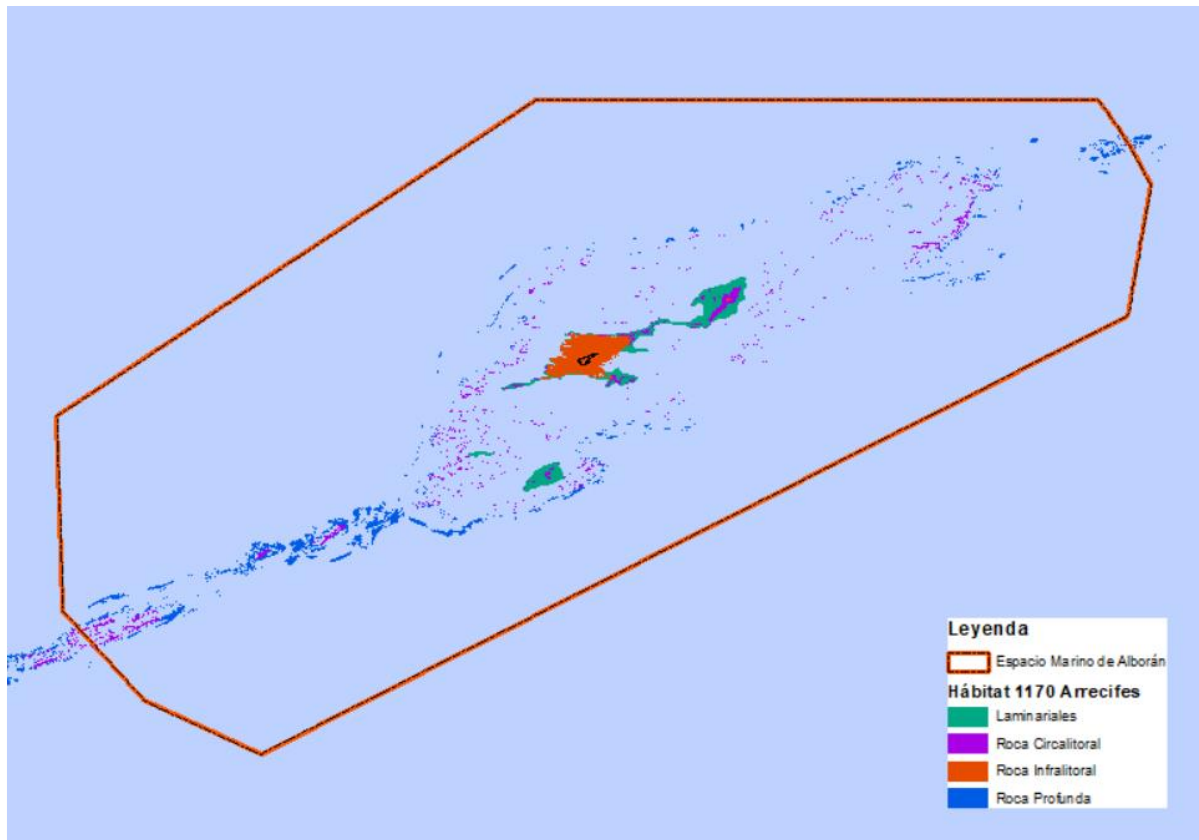 Leyenda
Espacio Marino de Alborán
Hábitat 1170 Arrecifes
Laminariales
Roca Circalitoral
Roca Infralitoral
Roca Profunda